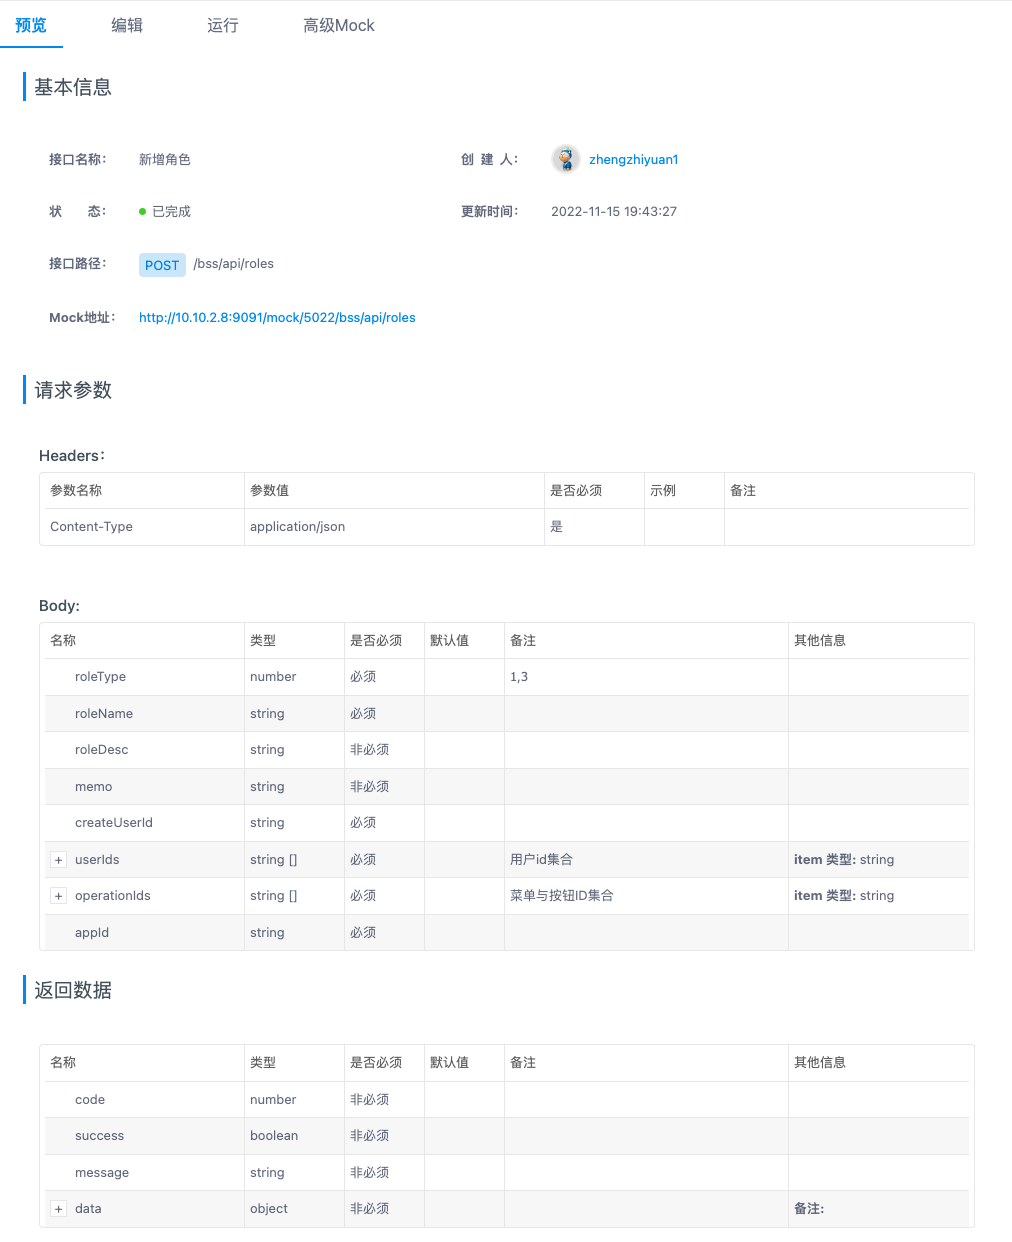 预览 编辑 运行 高级Mock
基本信息
接口名称： 新增角色 创 建 人： zhengzhiyuan1
状 态： 已完成 更新时间： 2022-11-15 19:43:27
接口路径： POST /bss/api/roles
Mock地址： http://10.10.2.8:9091/mock/5022/bss/api/roles
请求参数
Headers：
参数名称 参数值 是否必须 示例 备注
Content-Type application/json 是
Body:
名称 类型 是否必须 默认值 备注 其他信息
roleType number 必须 1,3
roleName string 必须
roleDesc string 非必须
memo string 非必须
createUserId string 必须
+ userIds string [] 必须 用户id集合 item 类型: string
+ operationIds string [] 必须 菜单与按钮ID集合 item 类型: string
appId string 必须
返回数据
名称 类型 是否必须 默认值 备注 其他信息
code number 非必须
success boolean 非必须
message string 非必须
+ data object 非必须 备注: